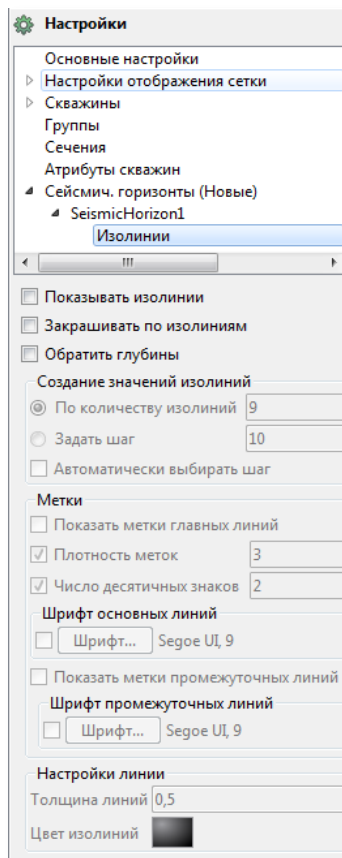 Настройки
Основные настройки
Настройки отображения сетки
Скважины
Группы
Сечения
Атрибуты скважин
Сейсмич. горизонты (Новые)
SeismicHorizon1
Изолинии
Показывать изолинии
Закрашивать по изолиниям
Обратить глубины
Создание значений изолиний
По количеству изолиний 9
Задать шаг 10
Автоматически выбирать шаг
Метки
Показать метки главных линий
Плотность меток 3
Число десятичных знаков 2
Шрифт основных линий
Шрифт... Segoe UI, 9
Показать метки промежуточных линий
Шрифт промежуточных линий
Шрифт... Segoe UI, 9
Настройки линии
Толщина линий 0,5
Цвет изолиний